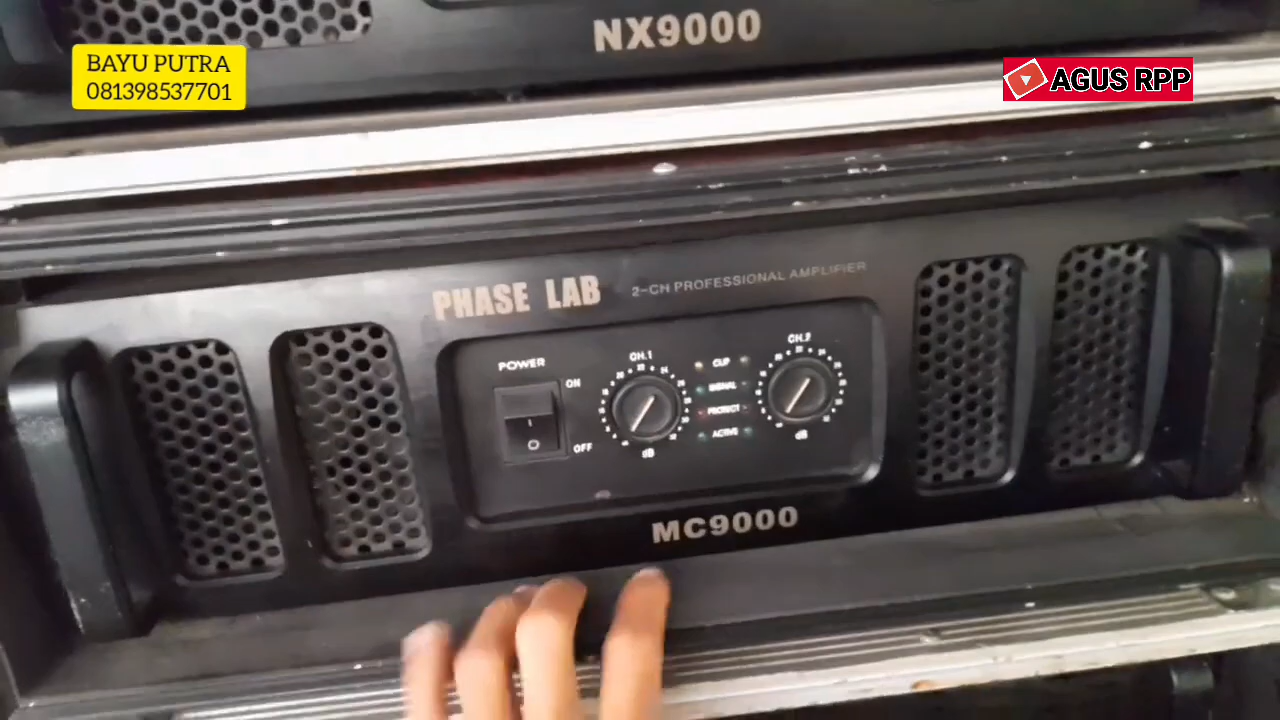 NX9000
BAYU PUTRA
081398537701
AGUS RPP
PHASE LAB
2-CH PROFESSIONAL AMPLIFIER
POWER
ON
OFF
CH.1
dB
CLIP
SIGNAL
PROTECT
ACTIVE
CH.2
dB
MC9000